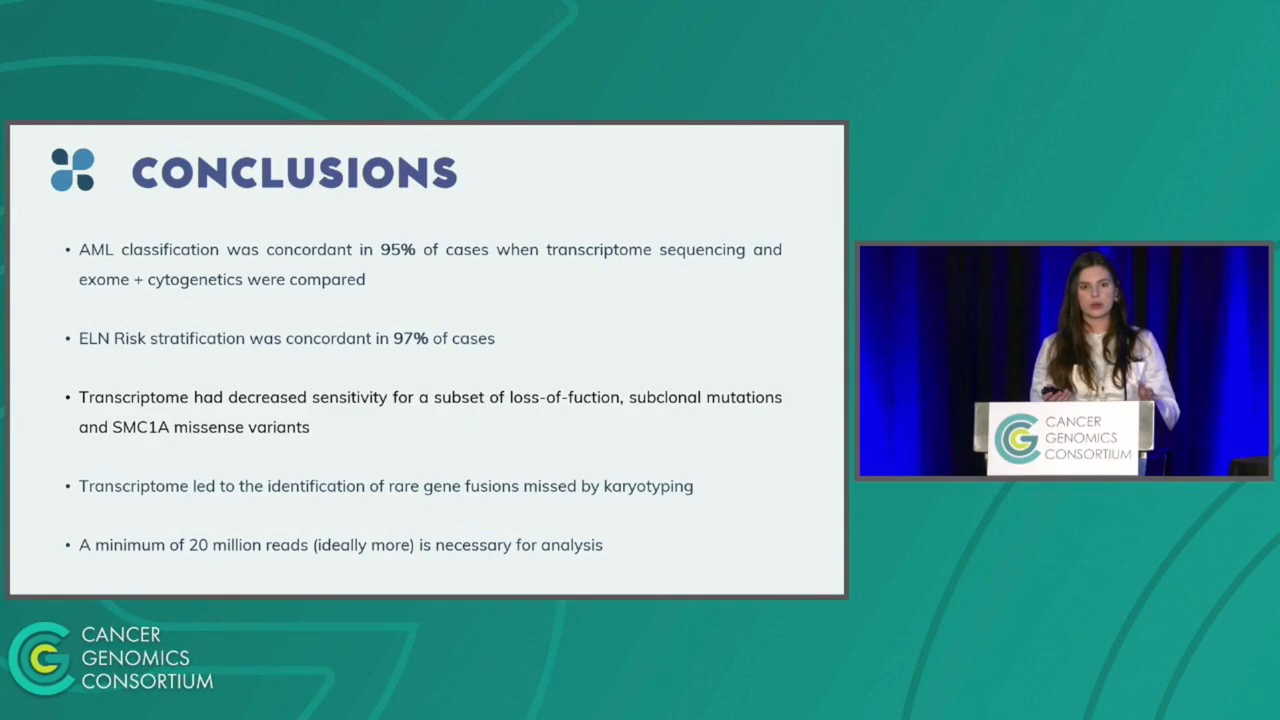 CONCLUSIONS
• AML classification was concordant in 95% of cases when transcriptome sequencing and
exome + cytogenetics were compared
• ELN Risk stratification was concordant in 97% of cases
• Transcriptome had decreased sensitivity for a subset of loss-of-fuction, subclonal mutations
and SMC1A missense variants
• Transcriptome led to the identification of rare gene fusions missed by karyotyping
• A minimum of 20 million reads (ideally more) is necessary for analysis
CANCER
GENOMICS
CONSORTIUM
CANCER
GENOMICS
CONSORTIUM